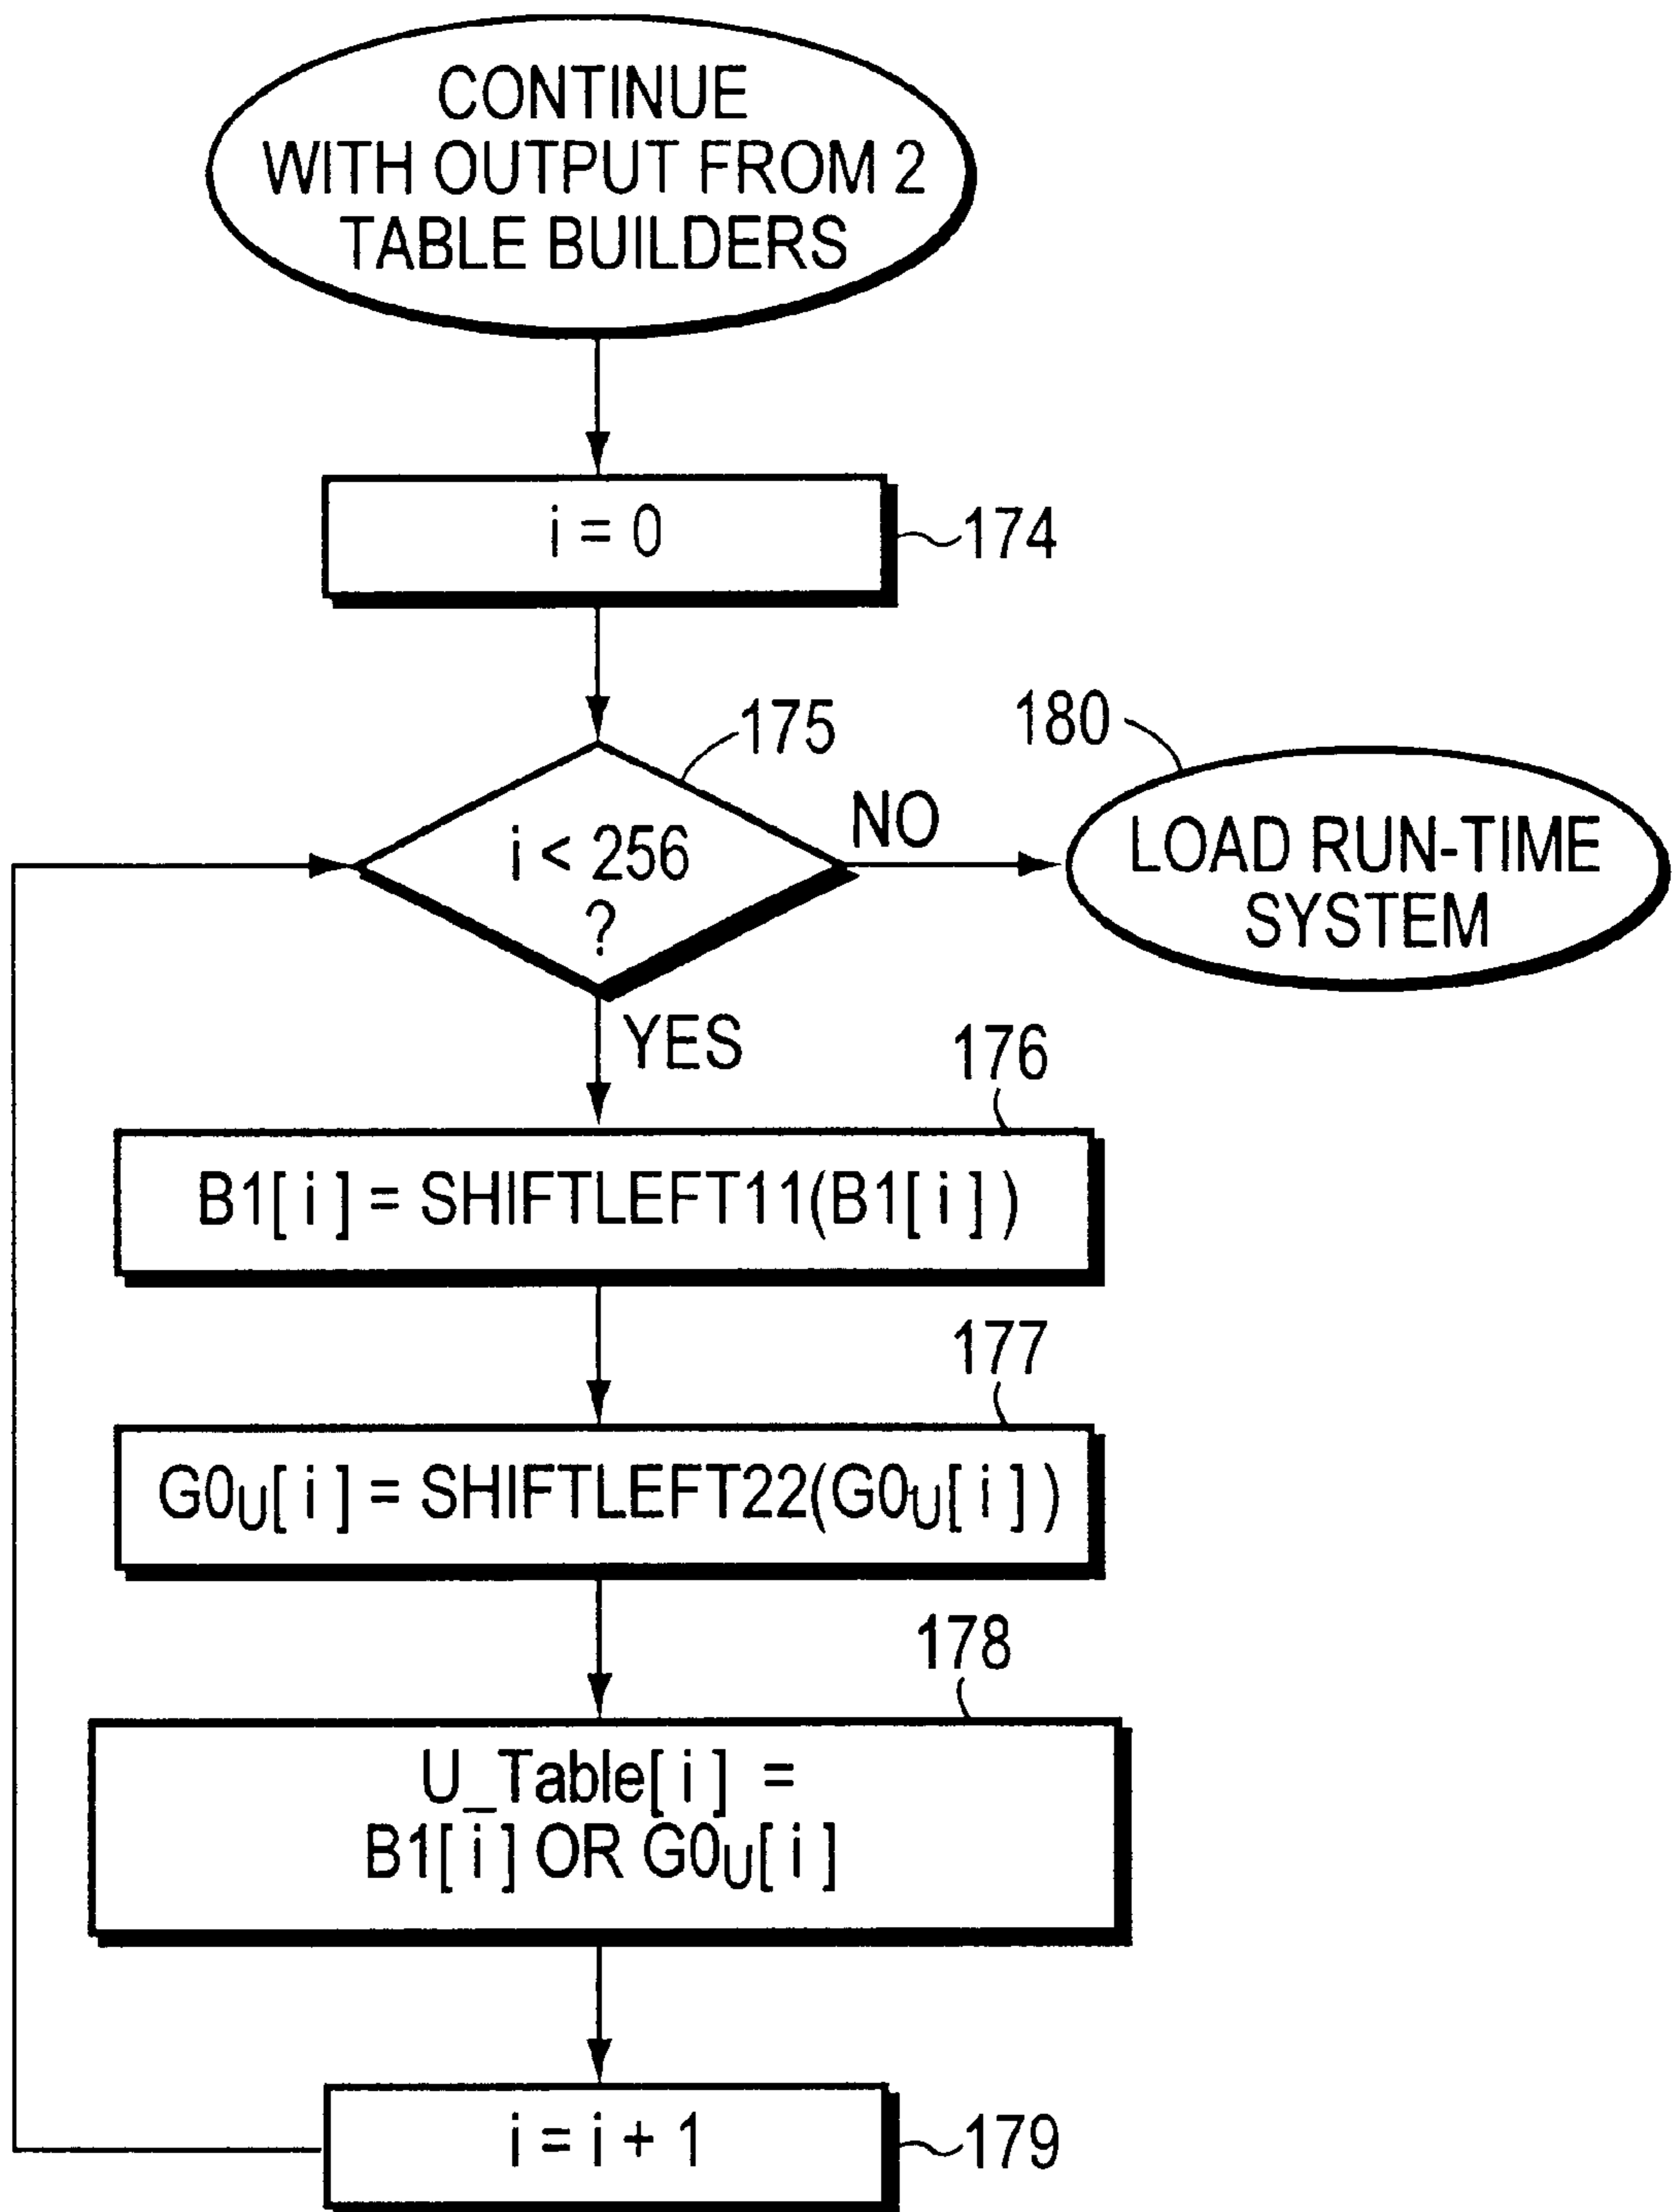 CONTINUE
WITH OUTPUT FROM 2
TABLE BUILDERS
i = 0
174
175
i < 256
?
NO
180
LOAD RUN-TIME
SYSTEM
YES
176
B1[ i ] = SHIFTLEFT11(B1[ i ] )
177
G0U[ i ] = SHIFTLEFT22(G0U[ i ] )
178
U_Table[ i ] =
B1[ i ] OR G0U[ i ]
i = i + 1
179